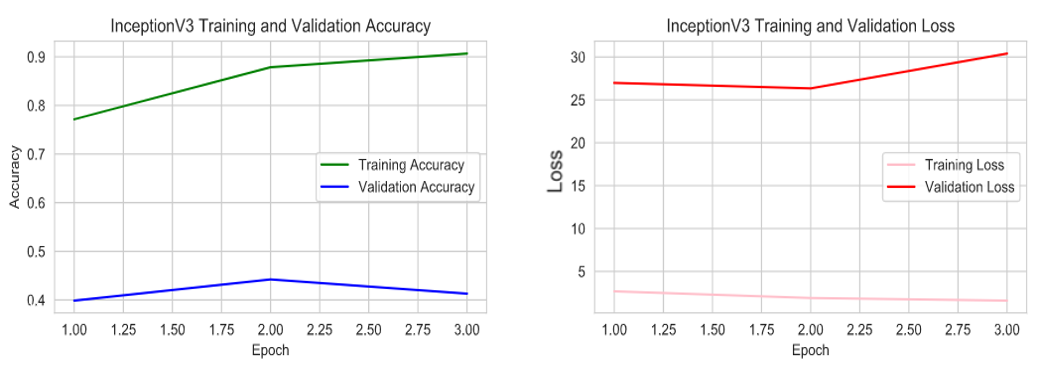 InceptionV3 Training and Validation Accuracy
0.9
0.8
0.7
0.6
0.5
0.4
Accuracy
Training Accuracy
Validation Accuracy
1.00 1.25 1.50 1.75 2.00 2.25 2.50 2.75 3.00
Epoch
InceptionV3 Training and Validation Loss
30
25
20
15
10
5
Loss
Training Loss
Validation Loss
1.00 1.25 1.50 1.75 2.00 2.25 2.50 2.75 3.00
Epoch